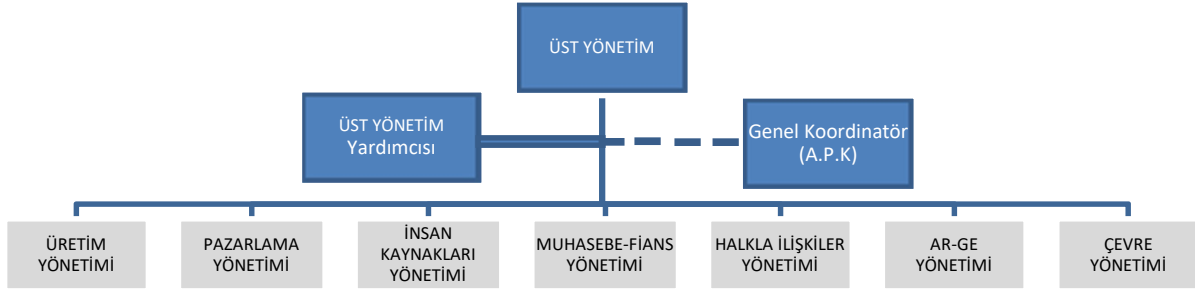 ÜST YÖNETİM
ÜST YÖNETİM
Yardımcısı
Genel Koordinatör
(A.P.K)
ÜRETİM
YÖNETİMİ
PAZARLAMA
YÖNETİMİ
İNSAN
KAYNAKLARI
YÖNETİMİ
MUHASEBE-FİANS
YÖNETİMİ
HALKLA İLİŞKİLER
YÖNETİMİ
AR-GE
YÖNETİMİ
ÇEVRE
YÖNETİMİ